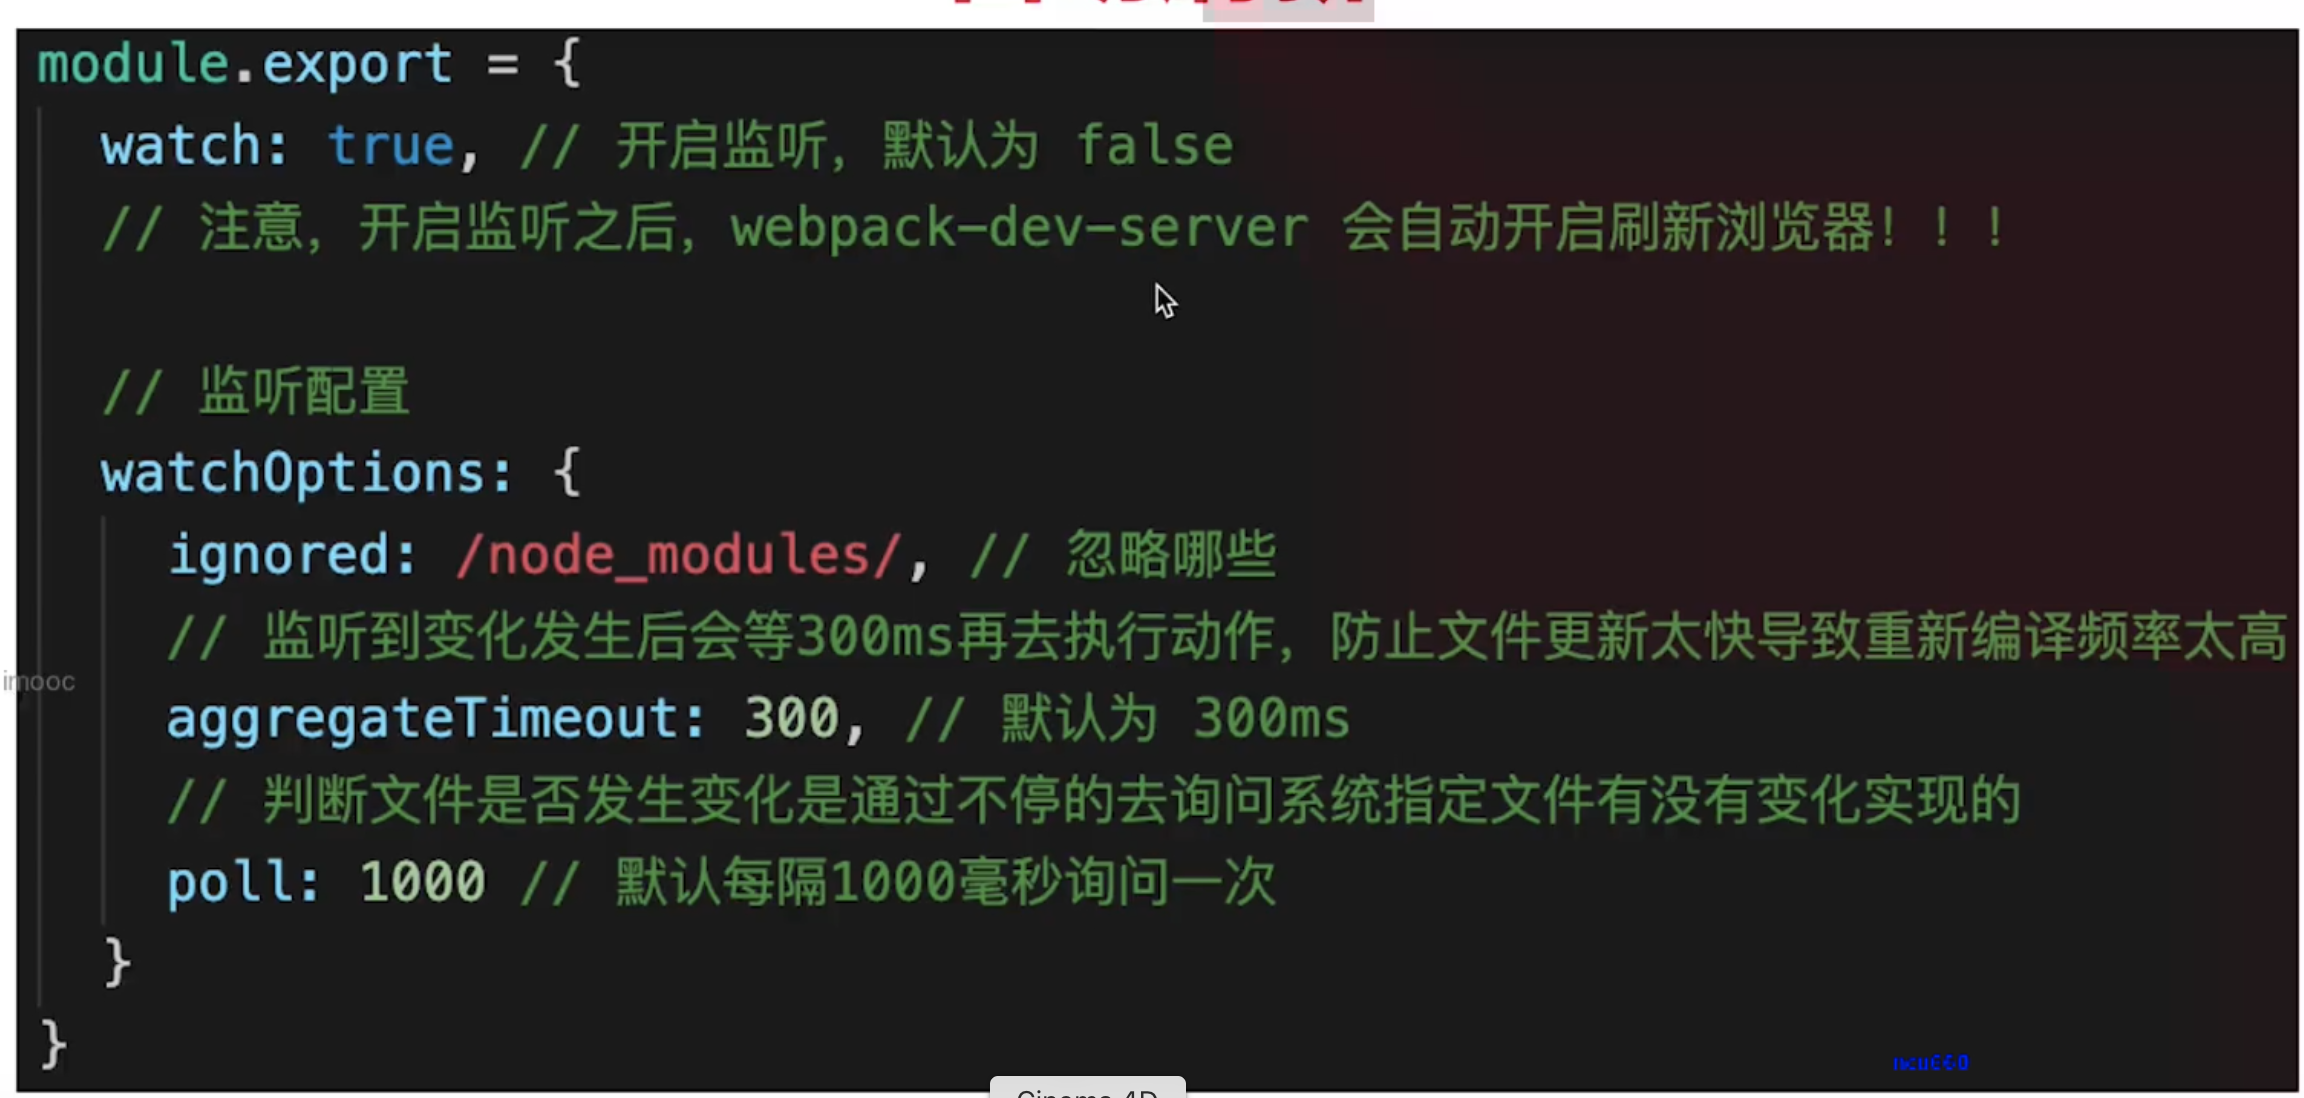 module.export = {
watch: true, // 开启监听，默认为 false
// 注意，开启监听之后，webpack-dev-server 会自动开启刷新浏览器！！！
// 监听配置
watchOptions: {
ignored: /node_modules/, // 忽略哪些
// 监听到变化发生后会等300ms再去执行动作，防止文件更新太快导致重新编译频率太高
imooc
aggregateTimeout: 300, // 默认为 300ms
// 判断文件是否发生变化是通过不停的去询问系统指定文件有没有变化实现的
poll: 1000 // 默认每隔1000毫秒询问一次
}
}
Cinema 4D